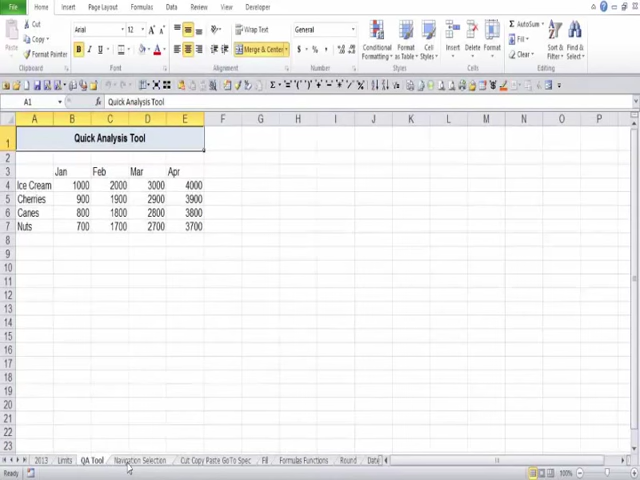 File Home Insert Page Layout Formulas Data Review View Developer
Cut
Copy
Format Painter
Paste
Clipboard
Arial 12
B I U
Font
Wrap Text
Merge & Center
Alignment
General
$ % ,
Number
Conditional Formatting
Format as Table
Cell Styles
Styles
Insert Delete Format
Cells
AutoSum
Fill
Clear
Sort & Find &
Filter Select
Editing
A1 fx Quick Analysis Tool
A B C D E F G H I J K L M N O P
1 Quick Analysis Tool
2
3 Jan Feb Mar Apr
4 Ice Cream 1000 2000 3000 4000
5 Cherries 900 1900 2900 3900
6 Canes 800 1800 2800 3800
7 Nuts 700 1700 2700 3700
8
9
10
11
12
13
14
15
16
17
18
19
20
21
22
23
2013 Limits QA Tool Navigation Selection Cut Copy Paste GoTo Spec Fill Formulas Functions Round Date
Ready 100%